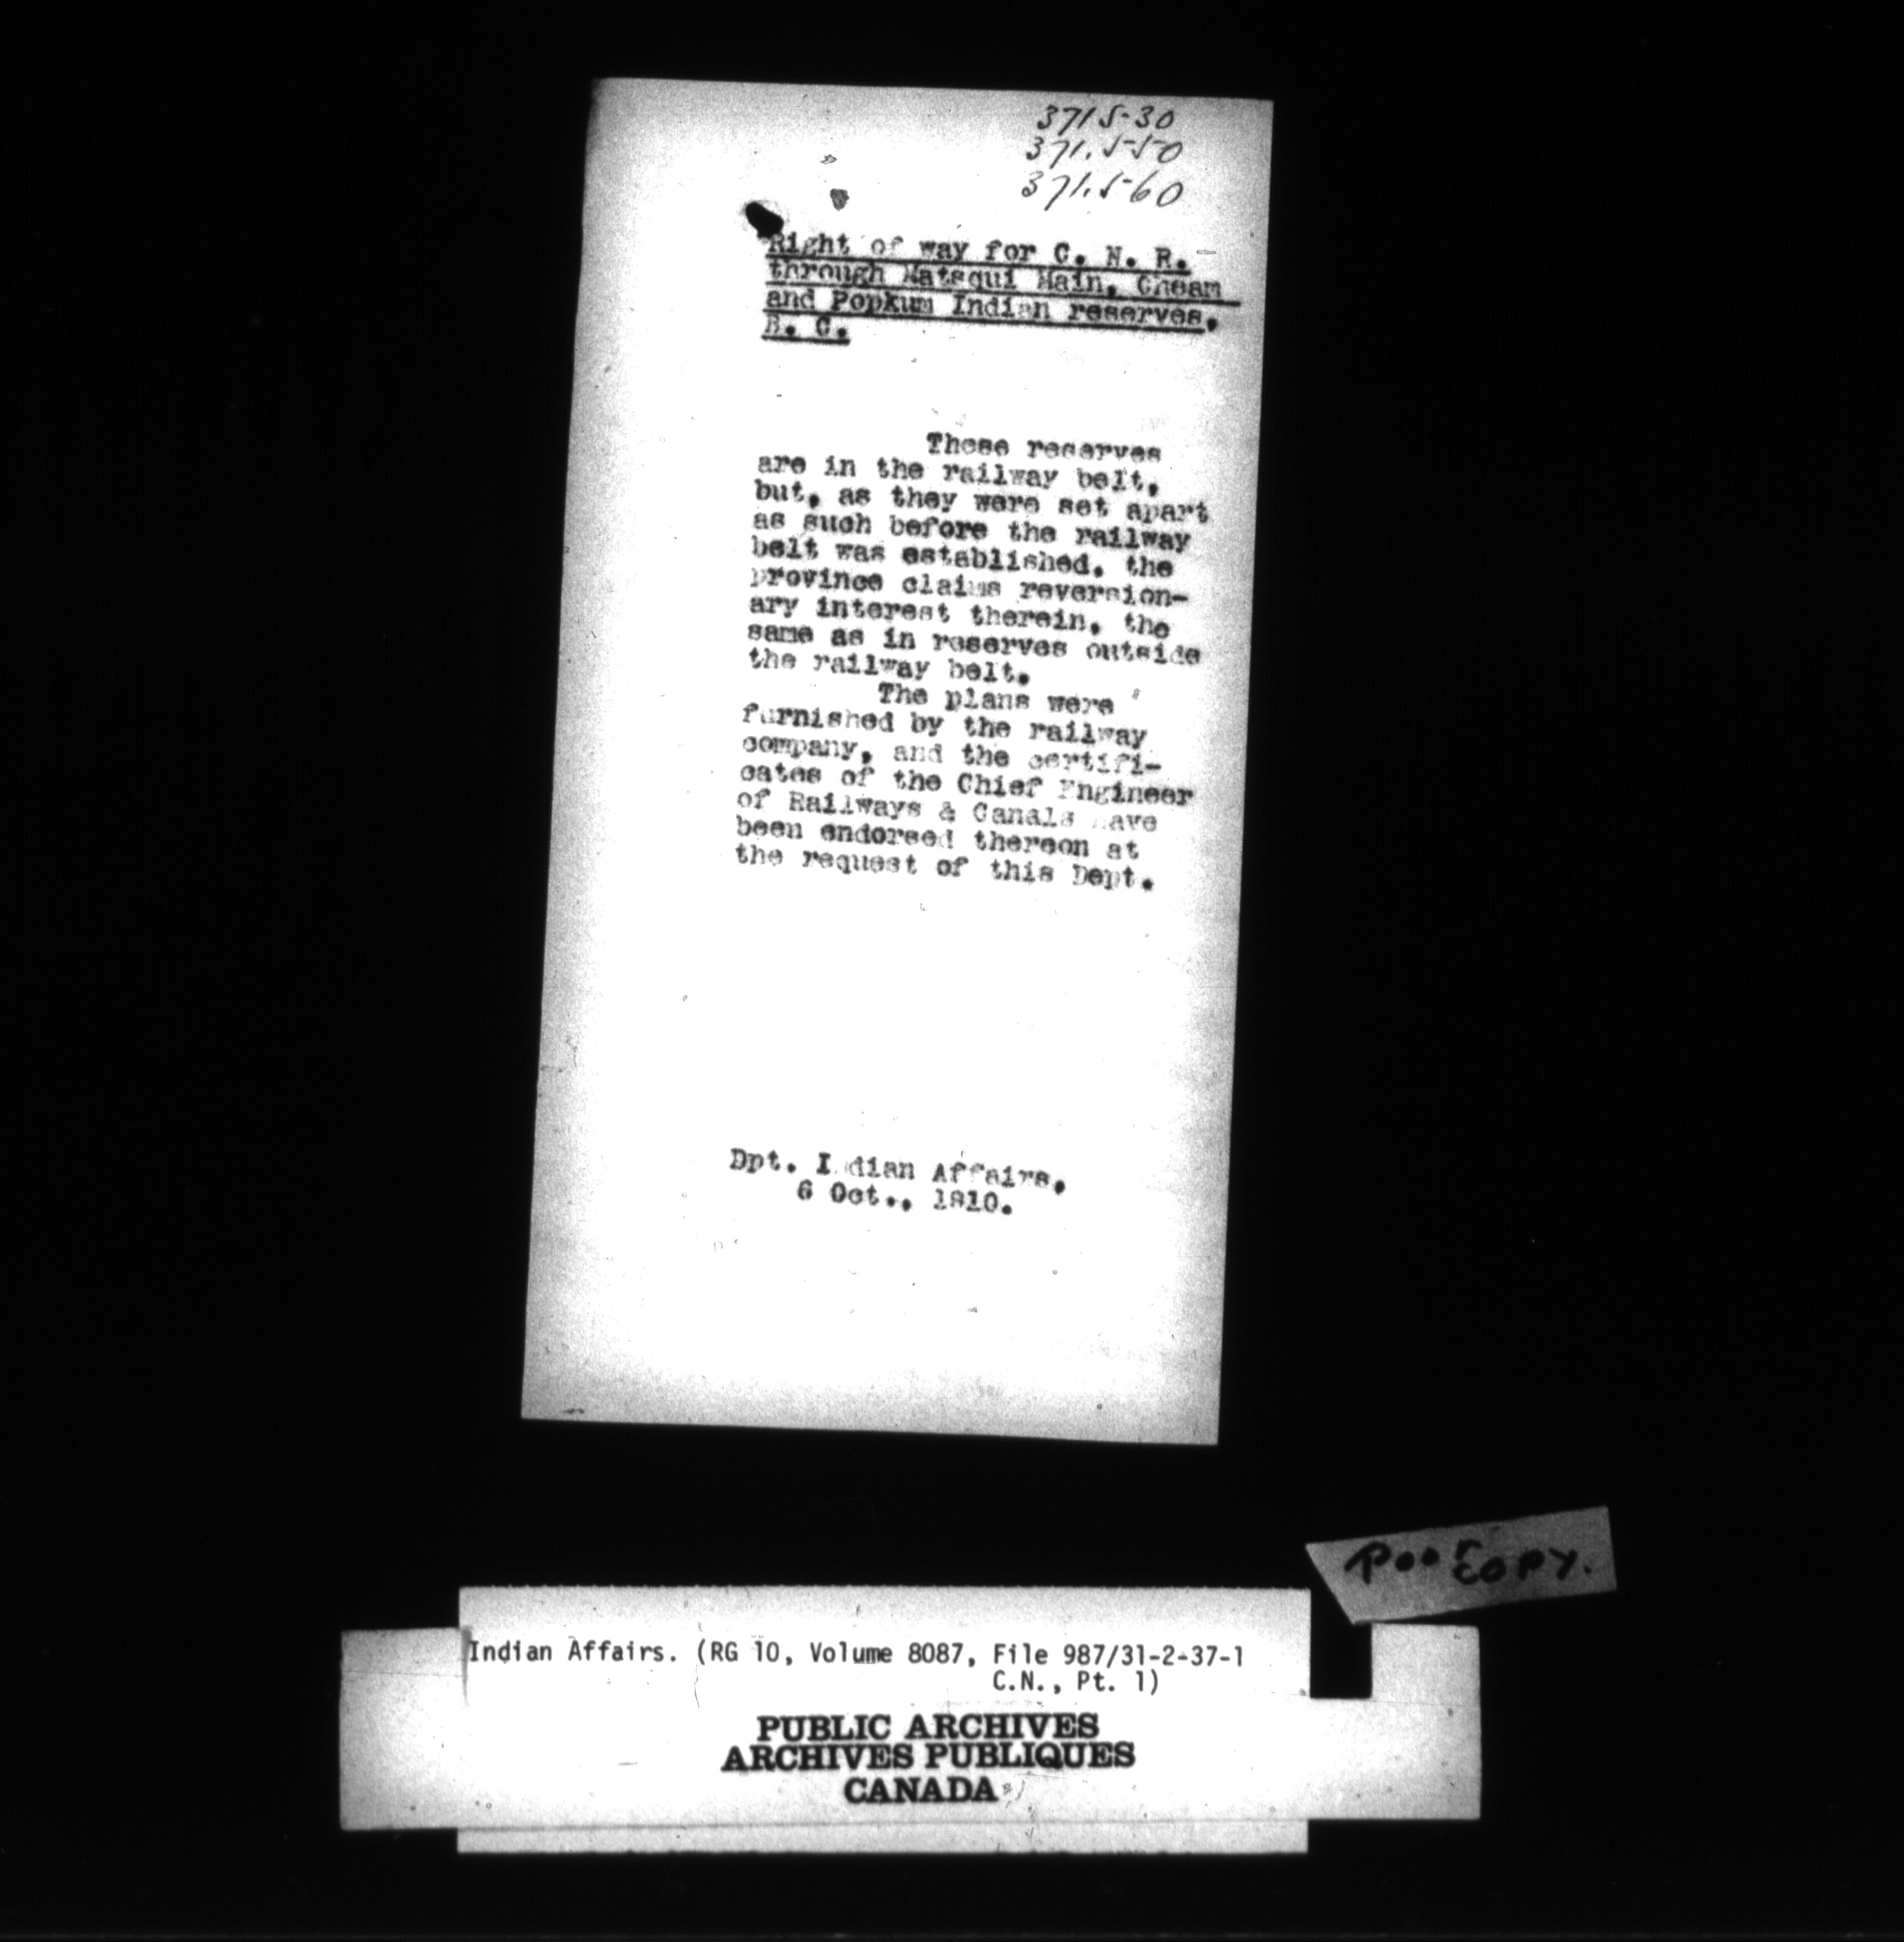 3715-30
371.5-50
371.5-60
Right of way for C. N. R.
through Matsqui Main, Cheam
and Popkum Indian reserves,
B. C.
These reserves
are in the railway belt,
but, as they were set apart
as such before the railway
belt was established, the
province claims reversion-
ary interest therein, the
same as in reserves outside
the railway belt.
The plans were
furnished by the railway
company, and the certifi-
cates of the Chief Engineer
of Railways & Canals have
been endorsed thereon at
the request of this Dept.
Dpt. Indian Affairs,
6 Oct., 1910.
Poor COPY.
Indian Affairs. (RG 10, Volume 8087, File 987/31-2-37-1
C.N., Pt. 1)
PUBLIC ARCHIVES
ARCHIVES PUBLIQUES
CANADA